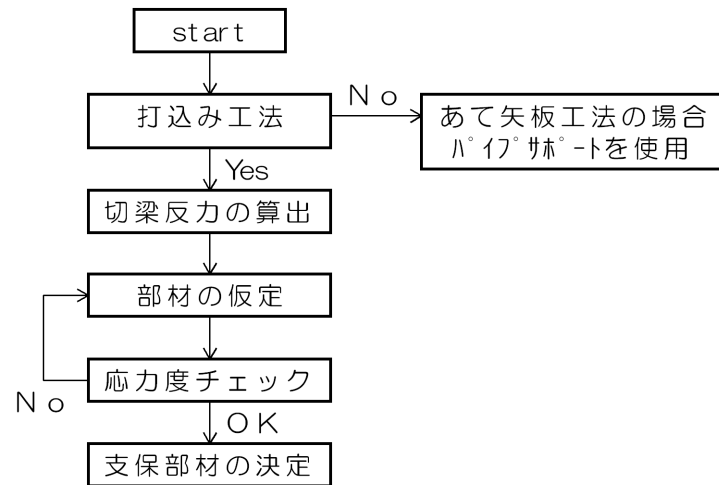 start
打込み工法
No
あて矢板工法の場合
ﾊﾟｲﾌﾟｻﾎﾟｰﾄを使用
Yes
切梁反力の算出
部材の仮定
応力度チェック
No
OK
支保部材の決定